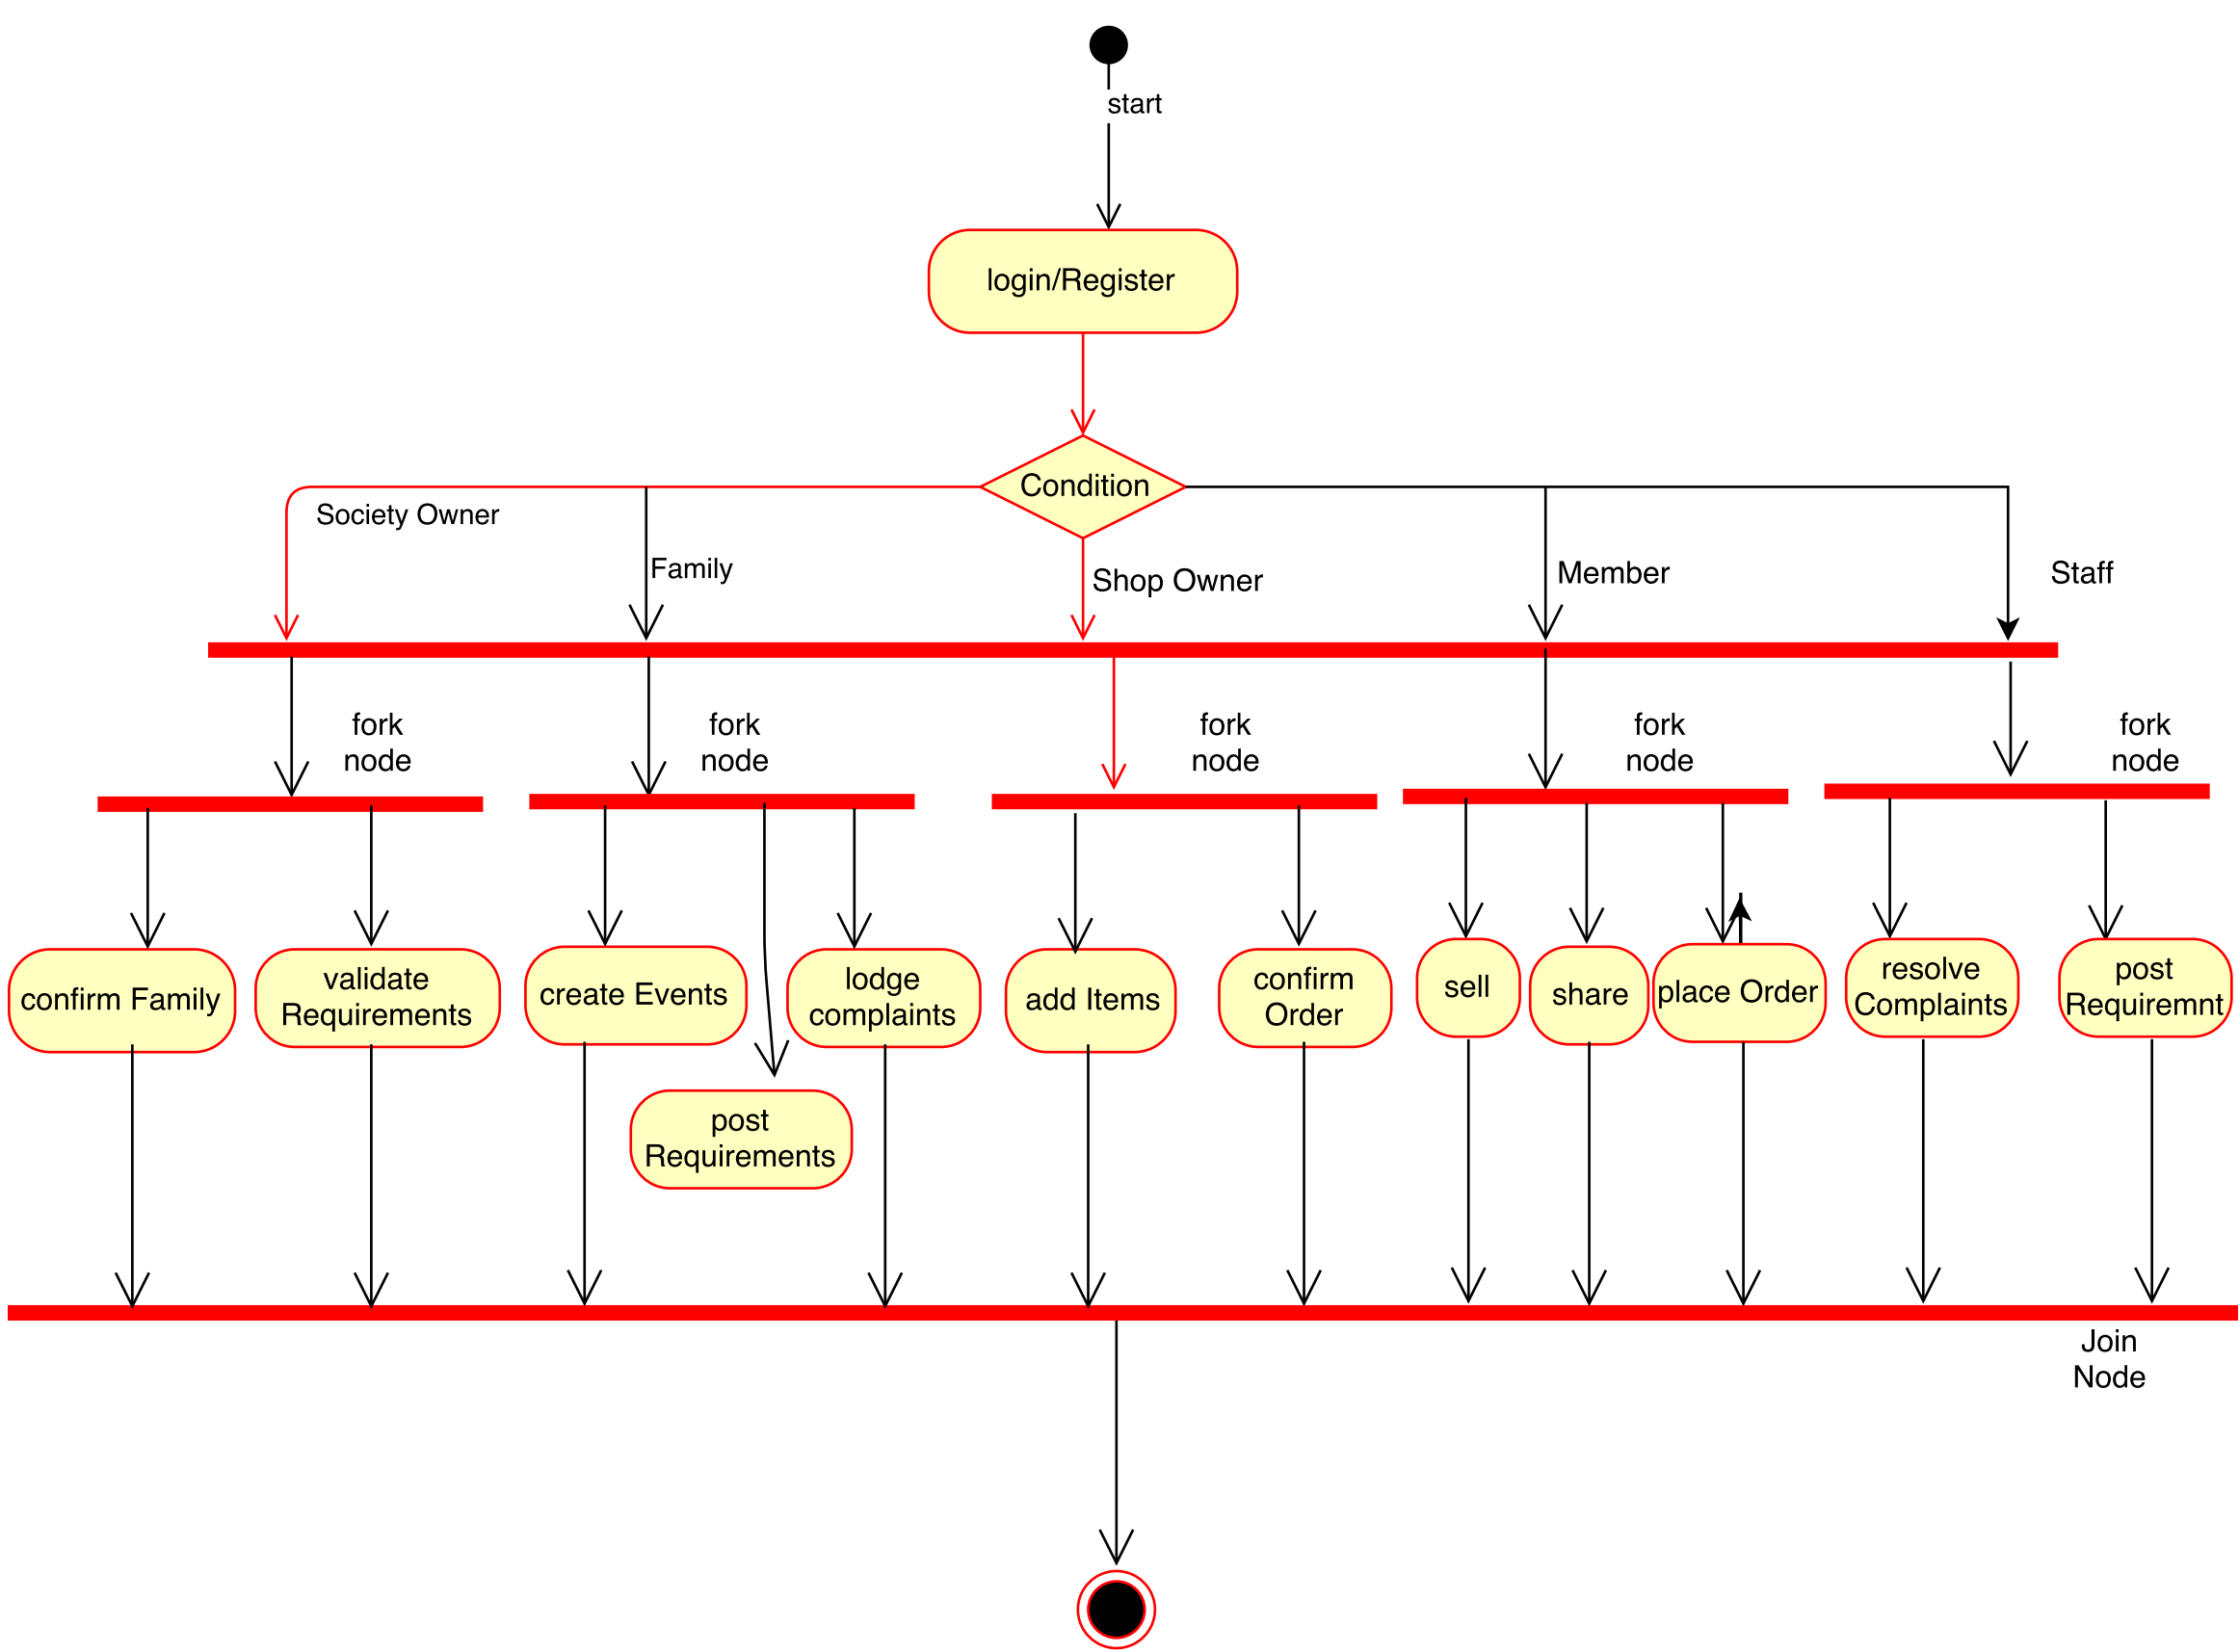 start
login/Register
Condition
Society Owner
Family
Shop Owner
Member
Staff
fork
node
fork
node
fork
node
fork
node
fork
node
confirm Family
validate
Requirements
create Events
lodge
complaints
add Items
confirm
Order
sell
share
place Order
resolve
Complaints
post
Requiremnt
post
Requirements
Join
Node